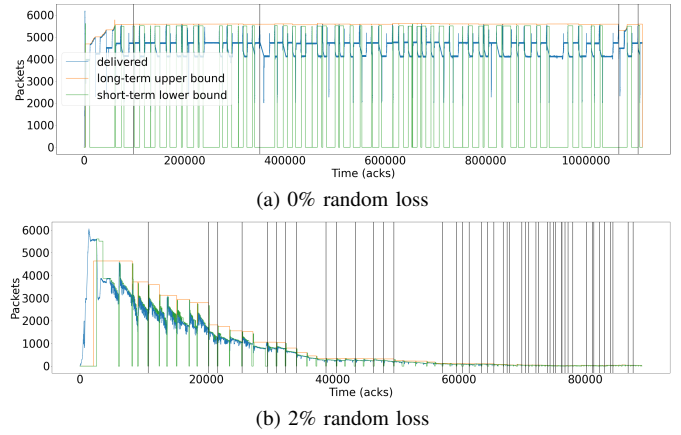 6000
5000
4000
3000
2000
1000
0
Packets
delivered
long-term upper bound
short-term lower bound
0 200000 400000 600000 800000 1000000
Time (acks)
(a) 0% random loss
6000
5000
4000
3000
2000
1000
0
Packets
0 20000 40000 60000 80000
Time (acks)
(b) 2% random loss